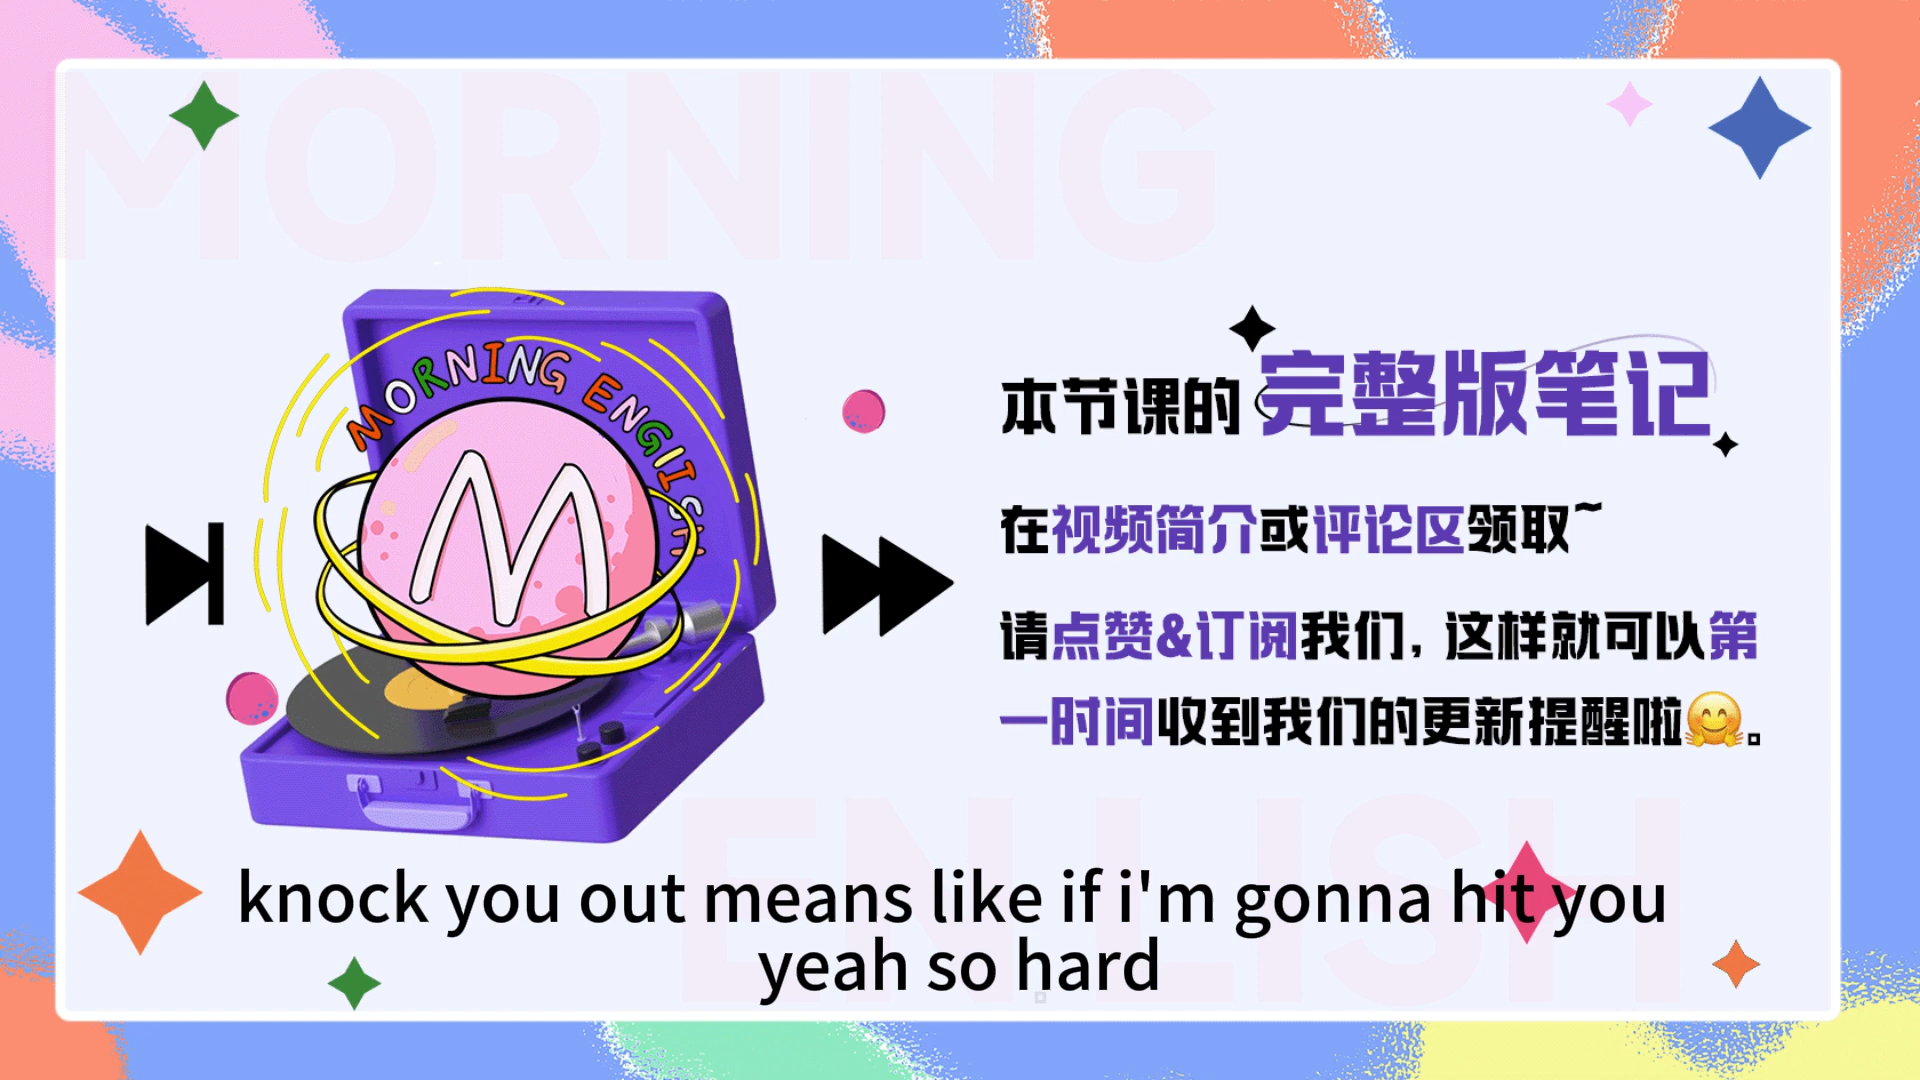 MORNING
MORNING ENGlISH
M
本节课的完整版笔记
在视频简介或评论区领取~
请点赞&订阅我们，这样就可以第
一时间收到我们的更新提醒啦🤗。
ENLISH
knock you out means like if i'm gonna hit you
yeah so hard